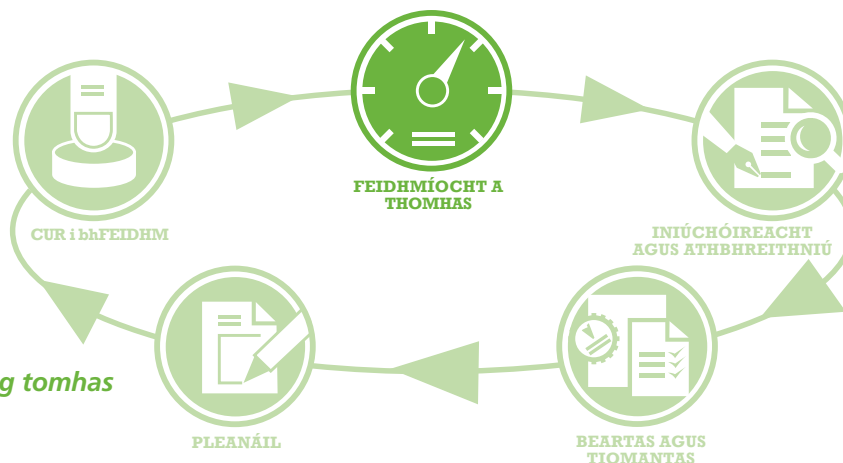 FEIDHMÍOCHT A
THOMHAS
CUR i bhFEIDHM
INIÚCHÓIREACHT
AGUS ATHBHREITHNIÚ
tomhas
PLEANÁIL
BEARTAS AGUS
TIOMANTAS